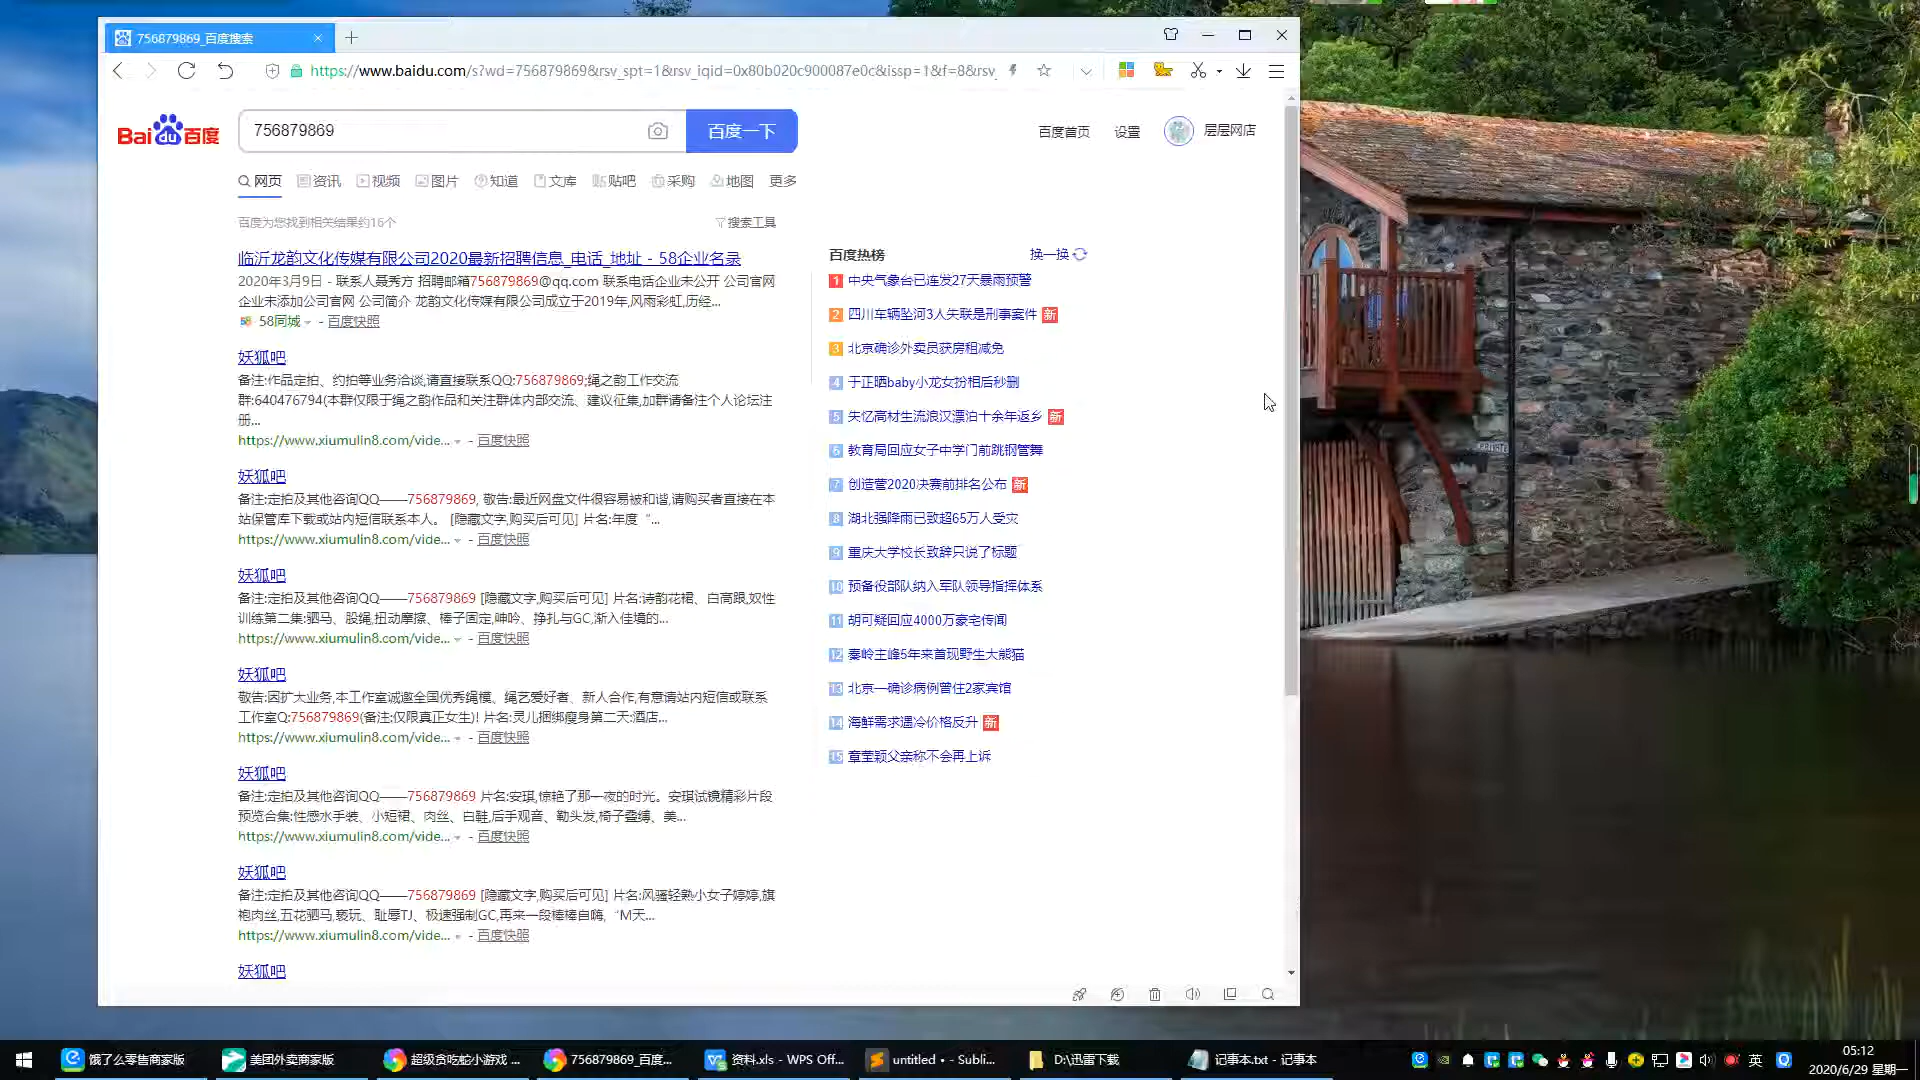 756879869_百度搜索
https://www.baidu.com/s?wd=756879869&rsv_spt=1&rsv_iqid=0x80b020c900087e0c&issp=1&f=8&rsv_
Bai du 百度
756879869
百度一下
百度首页 设置 层层网店
网页 资讯 视频 图片 知道 文库 贴吧 采购 地图 更多
百度为您找到相关结果约16个
搜索工具
临沂龙韵文化传媒有限公司2020最新招聘信息_电话_地址 - 58企业名录
2020年3月9日 - 联系人聂秀方 招聘邮箱756879869@qq.com 联系电话企业未公开 公司官网
企业未添加公司官网 公司简介 龙韵文化传媒有限公司成立于2019年,风雨彩虹,历经...
58同城 - 百度快照
妖狐吧
备注:作品定拍、约拍等业务洽谈,请直接联系QQ:756879869;绳之韵工作交流
群:640476794(本群仅限于绳之韵作品和关注群体内部交流、建议征集,加群请备注个人论坛注
册...
https://www.xiumulin8.com/vide... - 百度快照
妖狐吧
备注:定拍及其他咨询QQ——756879869, 敬告:最近网盘文件很容易被和谐,请购买者直接在本
站保管库下载或站内短信联系本人。 [隐藏文字,购买后可见] 片名:年度“...
https://www.xiumulin8.com/vide... - 百度快照
妖狐吧
备注:定拍及其他咨询QQ——756879869 [隐藏文字,购买后可见] 片名:诗韵花裙、白高跟,奴性
训练第二集:驷马、股绳,扭动摩擦、棒子固定,呻吟、挣扎与GC,渐入佳境的...
https://www.xiumulin8.com/vide... - 百度快照
妖狐吧
敬告:因扩大业务,本工作室诚邀全国优秀绳模、绳艺爱好者、新人合作,有意请站内短信或联系
工作室Q:756879869(备注:仅限真正女生)! 片名:灵儿捆绑瘦身第二天:酒店...
https://www.xiumulin8.com/vide... - 百度快照
妖狐吧
备注:定拍及其他咨询QQ——756879869 片名:安琪,惊艳了那一夜的时光。安琪试镜精彩片段
预览合集:性感水手装、小短裙、肉丝、白鞋,后手观音、勒头发,椅子叠缚、美...
https://www.xiumulin8.com/vide... - 百度快照
妖狐吧
备注:定拍及其他咨询QQ——756879869 [隐藏文字,购买后可见] 片名:风骚轻熟小女子婷婷,旗
袍肉丝,五花驷马,亵玩、耻辱TJ、极速强制GC,再来一段棒棒自嗨,“M天...
https://www.xiumulin8.com/vide... - 百度快照
妖狐吧
百度热榜
换一换
1 中央气象台已连发27天暴雨预警
2 四川车辆坠河3人失联是刑事案件 新
3 北京确诊外卖员获房租减免
4 于正晒baby小龙女扮相后秒删
5 失忆高材生流浪汉漂泊十余年返乡 新
6 教育局回应女子中学门前跳钢管舞
7 创造营2020决赛前排名公布 新
8 湖北强降雨已致超65万人受灾
9 重庆大学校长致辞只说了标题
10 预备役部队纳入军队领导指挥体系
11 胡可疑回应4000万豪宅传闻
12 秦岭主峰5年来首现野生大熊猫
13 北京一确诊病例曾住2家宾馆
14 海鲜需求遇冷价格反升 新
15 章莹颖父亲称不会再上诉
PRIVATE
饿了么零售商家版
美团外卖商家版
超级贪吃蛇小游戏 ...
756879869_百度...
资料.xls - WPS Off...
untitled • - Subli...
D:\迅雷下载
记事本.txt - 记事本
英
05:12
2020/6/29 星期一